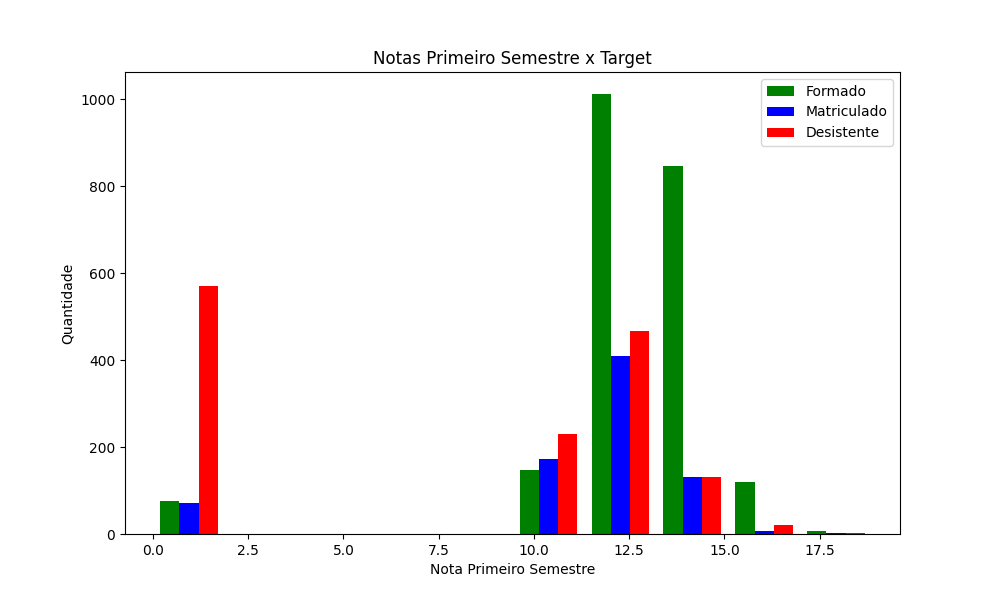 Notas Primeiro Semestre x Target
Formado
Matriculado
Desistente
Quantidade
1000
800
600
400
200
0
0.0 2.5 5.0 7.5 10.0 12.5 15.0 17.5
Nota Primeiro Semestre